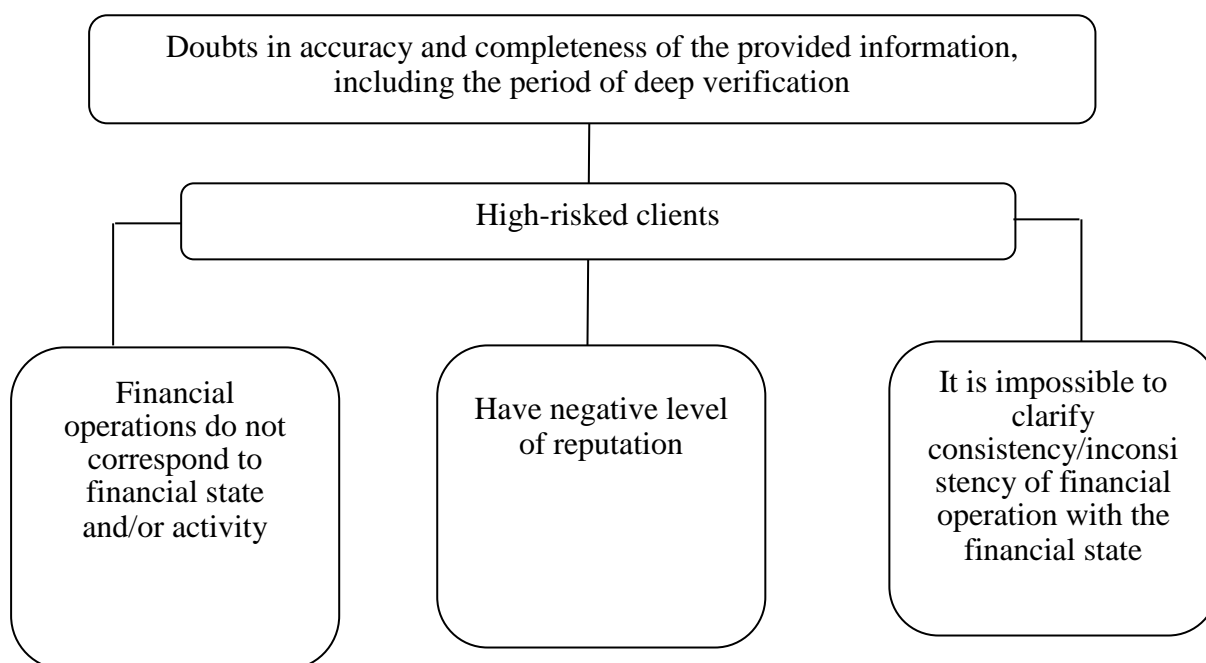 Doubts in accuracy and completeness of the provided information,
including the period of deep verification
High-risked clients
Financial
operations do not
correspond to
financial state
and/or activity
Have negative level
of reputation
It is impossible to
clarify
consistency/inconsi
stency of financial
operation with the
financial state